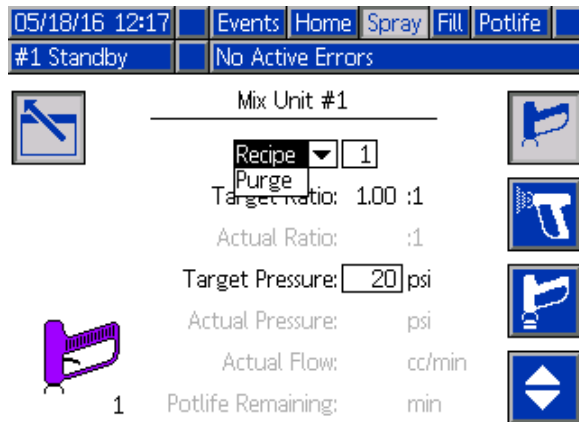 05/18/16 12:17 Events Home Spray Fill Potlife
#1 Standby No Active Errors
Mix Unit #1
Recipe 1
Purge
Target Ratio: 1.00 :1
Actual Ratio: :1
Target Pressure: 20 psi
Actual Pressure: psi
Actual Flow: cc/min
1 Potlife Remaining: min